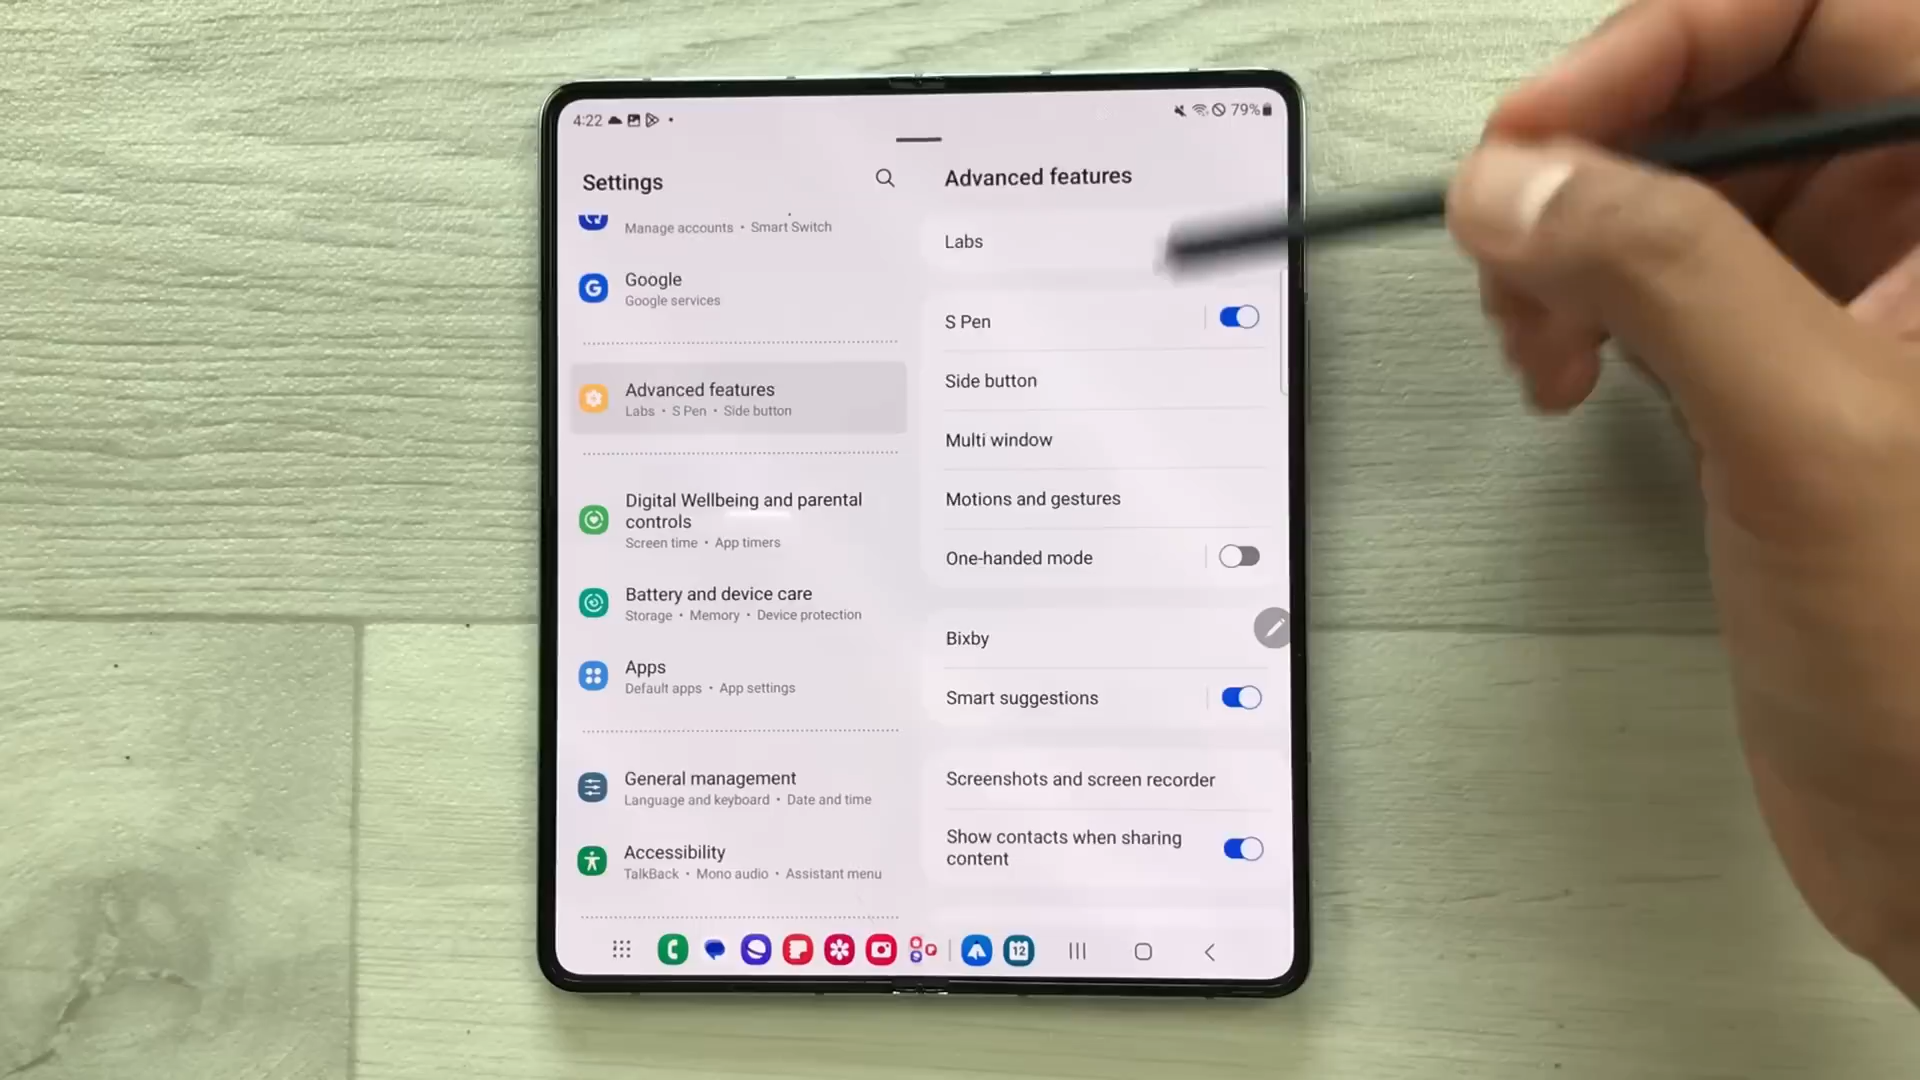 4:22
79%
Settings
Manage accounts • Smart Switch
Google
Google services
Advanced features
Labs • S Pen • Side button
Digital Wellbeing and parental
controls
Screen time • App timers
Battery and device care
Storage • Memory • Device protection
Apps
Default apps • App settings
General management
Language and keyboard • Date and time
Accessibility
TalkBack • Mono audio • Assistant menu
Advanced features
Labs
S Pen
Side button
Multi window
Motions and gestures
One-handed mode
Bixby
Smart suggestions
Screenshots and screen recorder
Show contacts when sharing
content
12